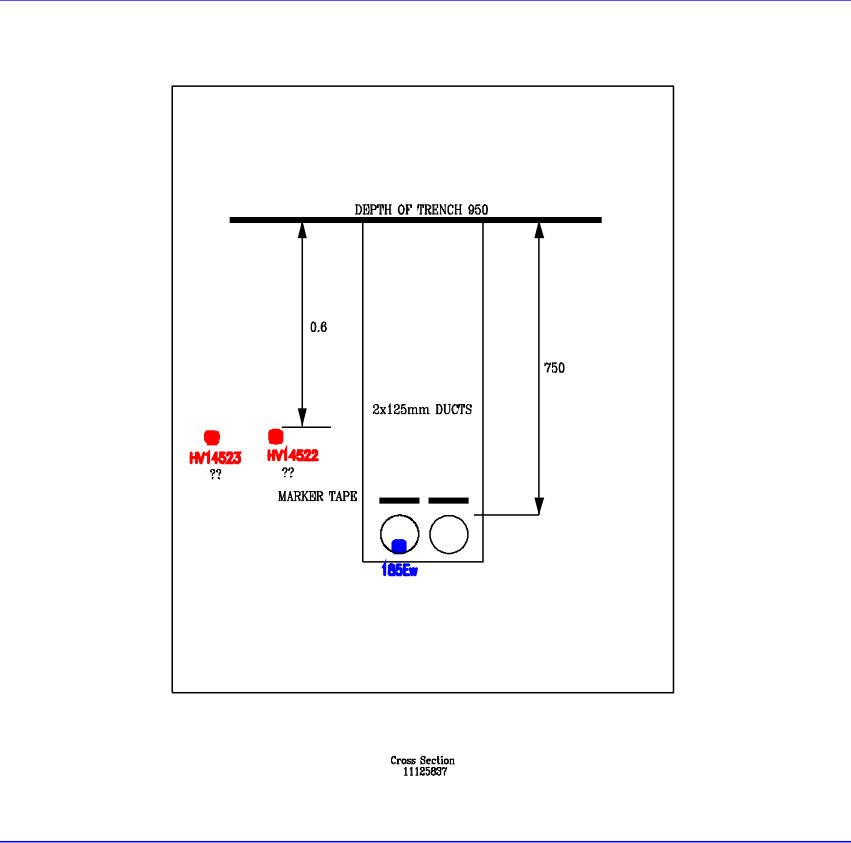 DEPTH OF TRENCH 950
0.6
750
2x125mm DUCTS
HV14523
HV14522
??
??
MARKER TAPE
185Ew
Cross Section
11125837